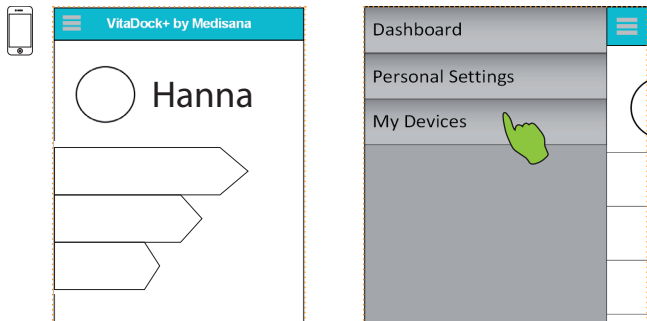 VitaDock+ by Medisana
Hanna
Dashboard
Personal Settings
My Devices